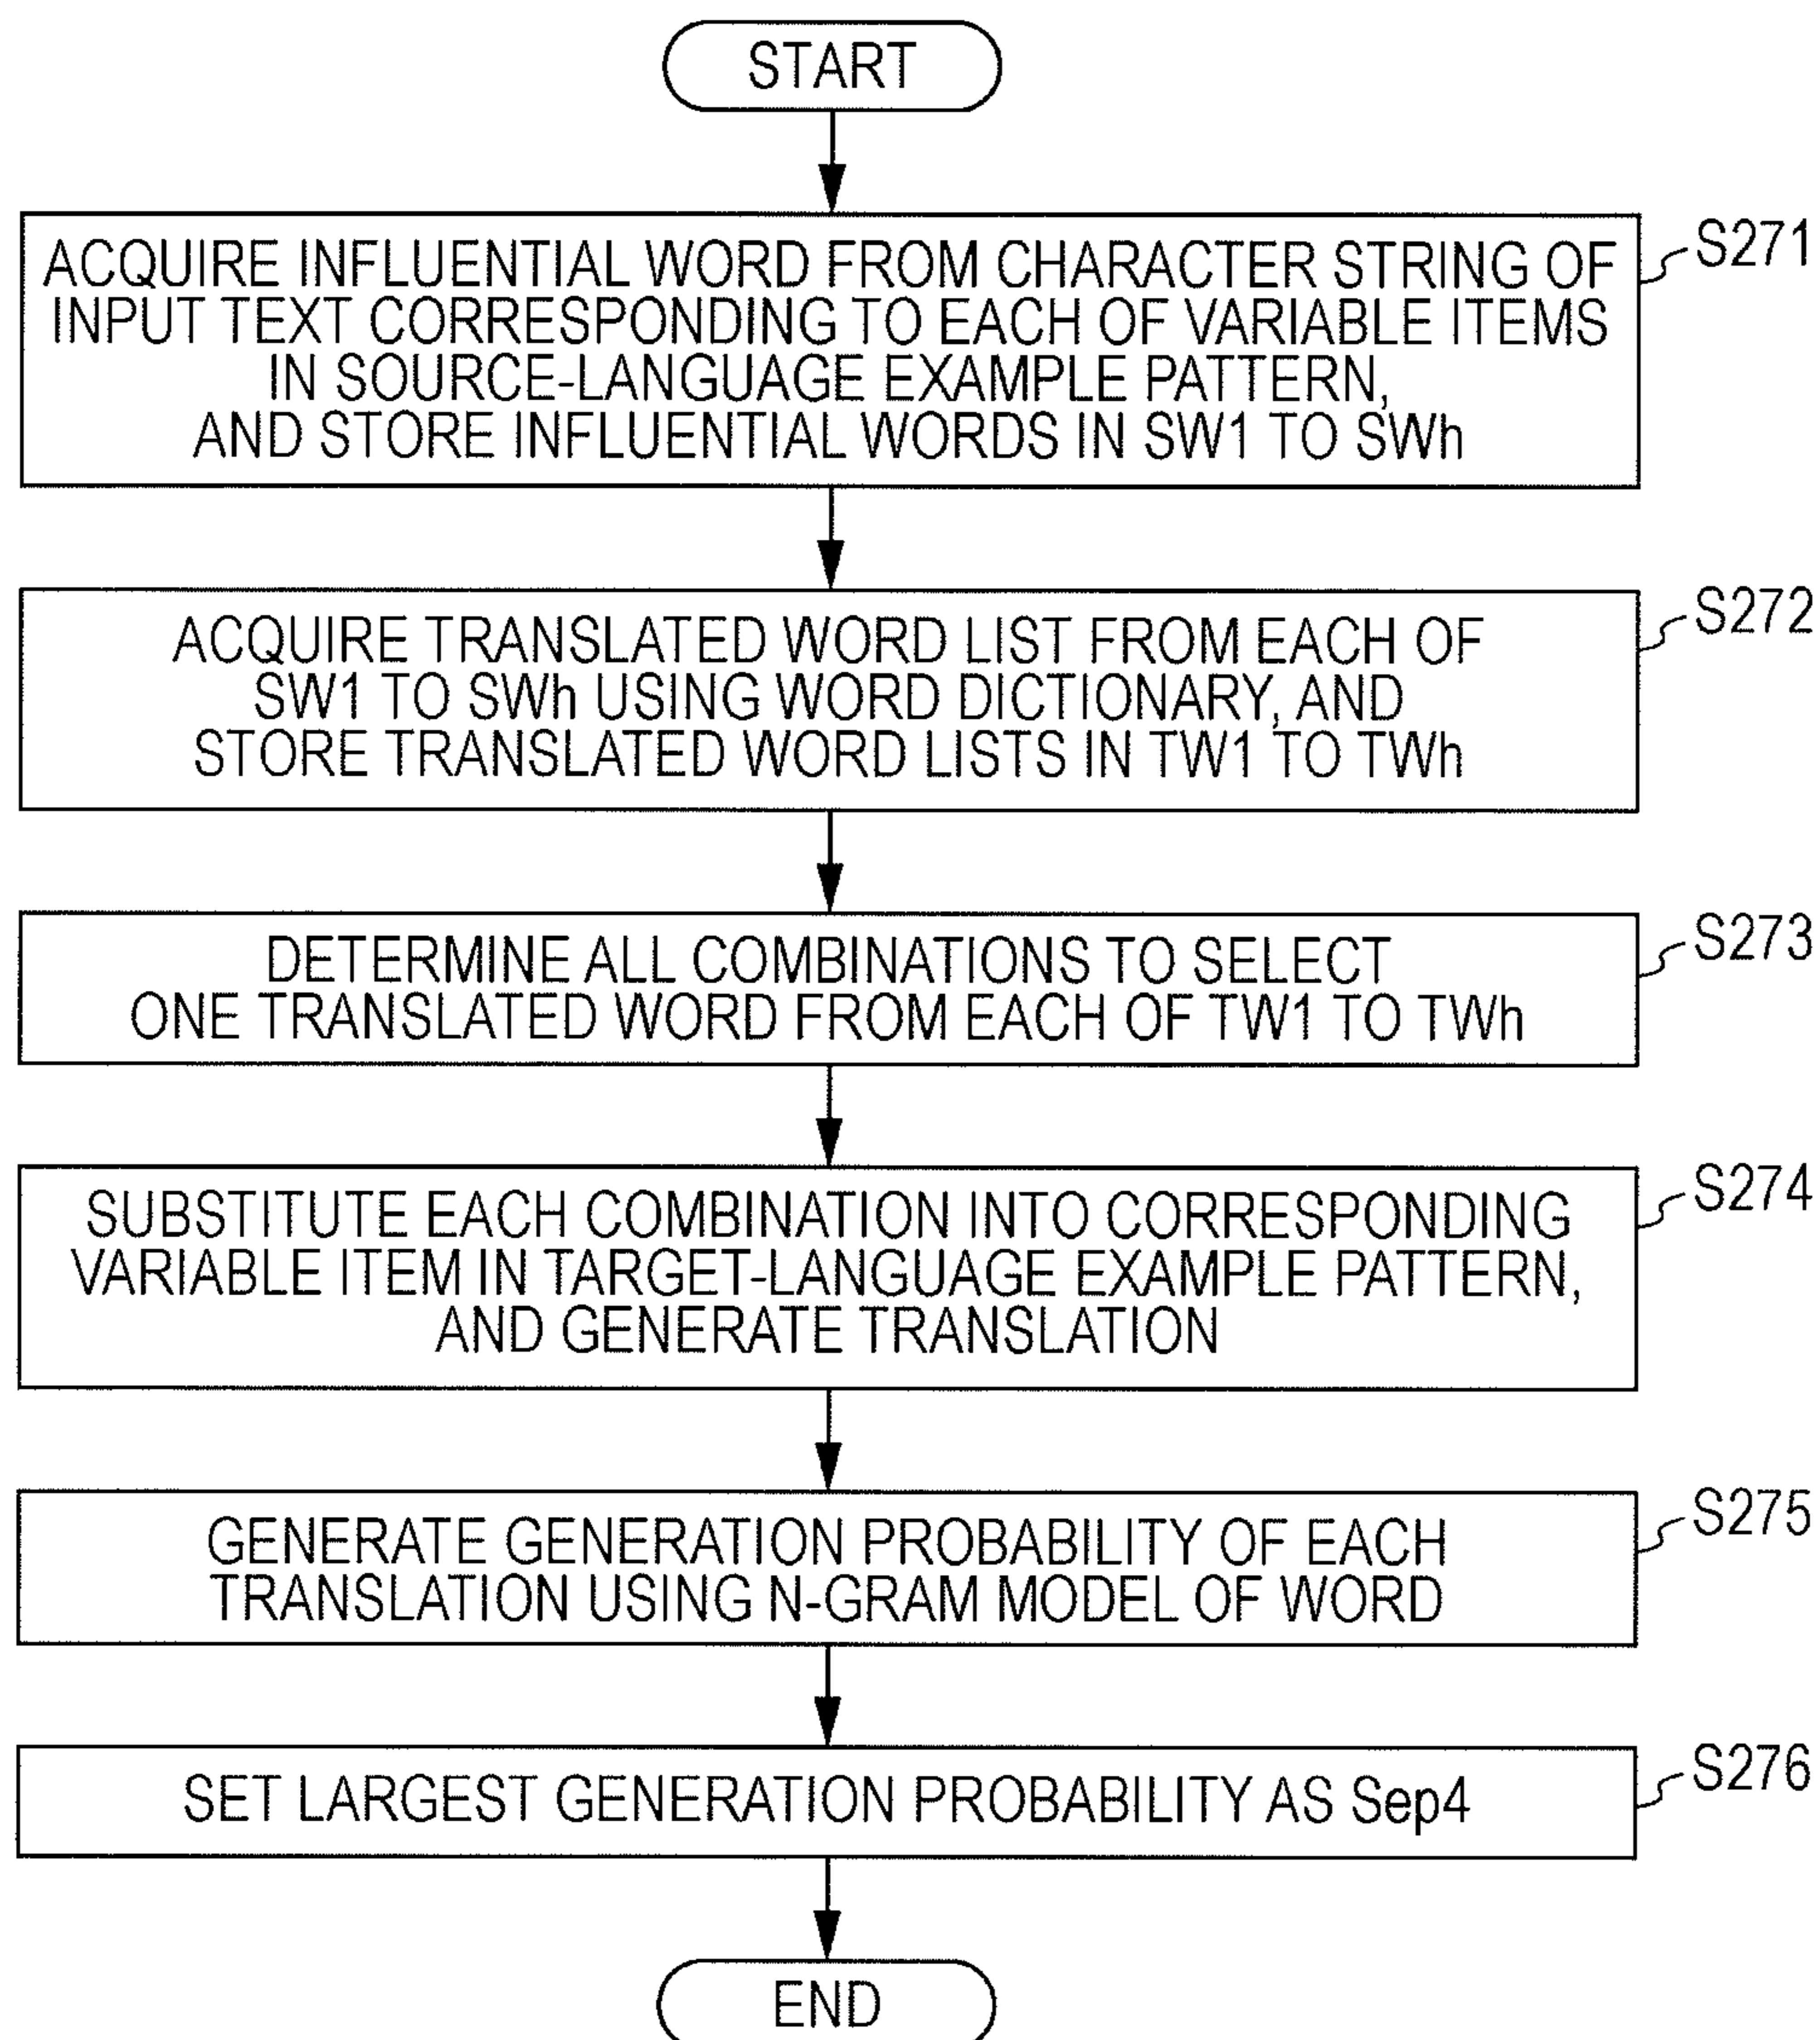 START
ACQUIRE INFLUENTIAL WORD FROM CHARACTER STRING OF
INPUT TEXT CORRESPONDING TO EACH OF VARIABLE ITEMS
IN SOURCE-LANGUAGE EXAMPLE PATTERN,
AND STORE INFLUENTIAL WORDS IN SW1 TO SWh
S271
ACQUIRE TRANSLATED WORD LIST FROM EACH OF
SW1 TO SWh USING WORD DICTIONARY, AND
STORE TRANSLATED WORD LISTS IN TW1 TO TWh
S272
DETERMINE ALL COMBINATIONS TO SELECT
ONE TRANSLATED WORD FROM EACH OF TW1 TO TWh
S273
SUBSTITUTE EACH COMBINATION INTO CORRESPONDING
VARIABLE ITEM IN TARGET-LANGUAGE EXAMPLE PATTERN,
AND GENERATE TRANSLATION
S274
GENERATE GENERATION PROBABILITY OF EACH
TRANSLATION USING N-GRAM MODEL OF WORD
S275
SET LARGEST GENERATION PROBABILITY AS Sep4
S276
END